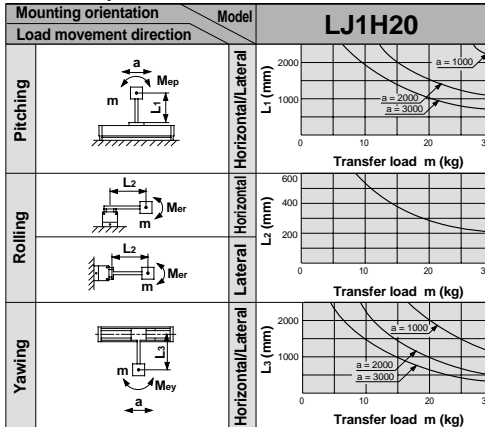 Mounting orientation
Model
Load movement direction
LJ1H20
Pitching
a
Mep
m
L1
Horizontal/Lateral
L1 (mm)
2000
1000
a = 1000
a = 2000
a = 3000
0 10 20 3
Transfer load m (kg)
Rolling
L2
Mer
m
Horizontal
L2
Mer
m
Lateral
L2 (mm)
600
400
200
0 10 20 3
Transfer load m (kg)
Yawing
L3
m
Mey
a
Horizontal/Lateral
L3 (mm)
2000
1000
a = 1000
a = 2000
a = 3000
0 10 20 3
Transfer load m (kg)